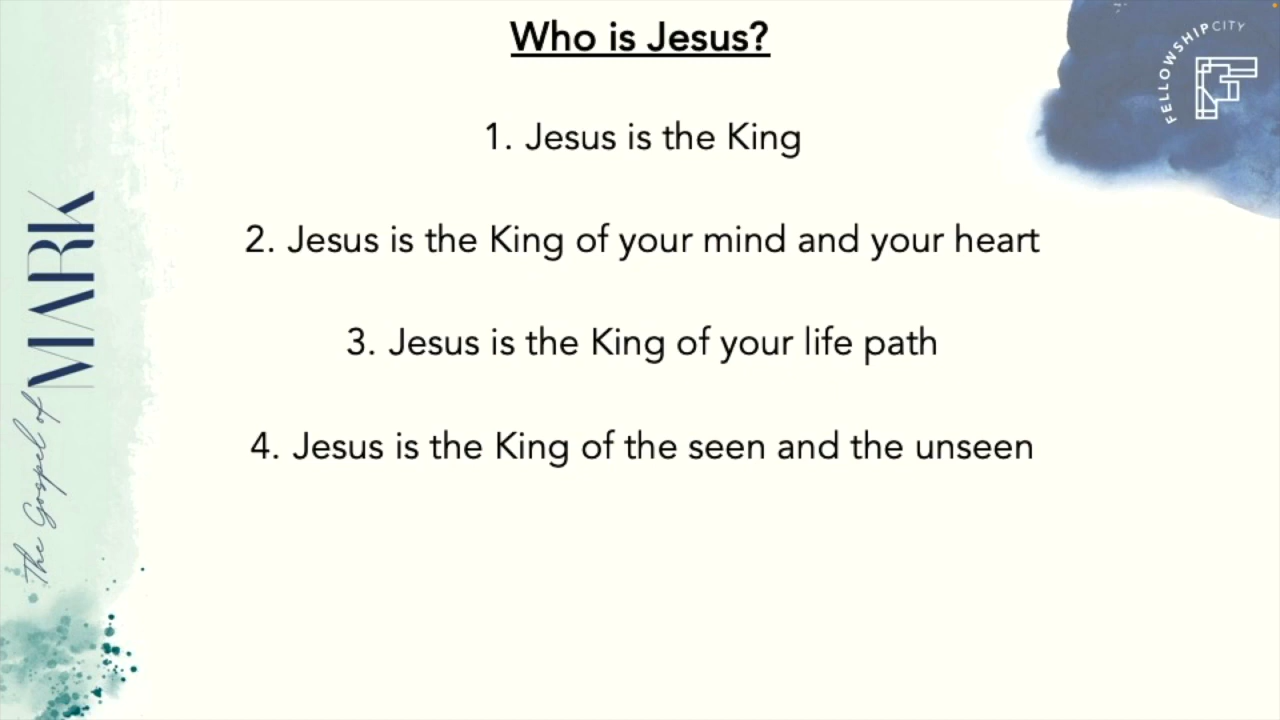 Who is Jesus?
1. Jesus is the King
2. Jesus is the King of your mind and your heart
3. Jesus is the King of your life path
4. Jesus is the King of the seen and the unseen
The Gospel of
MARK
FELLOWSHIPCITY